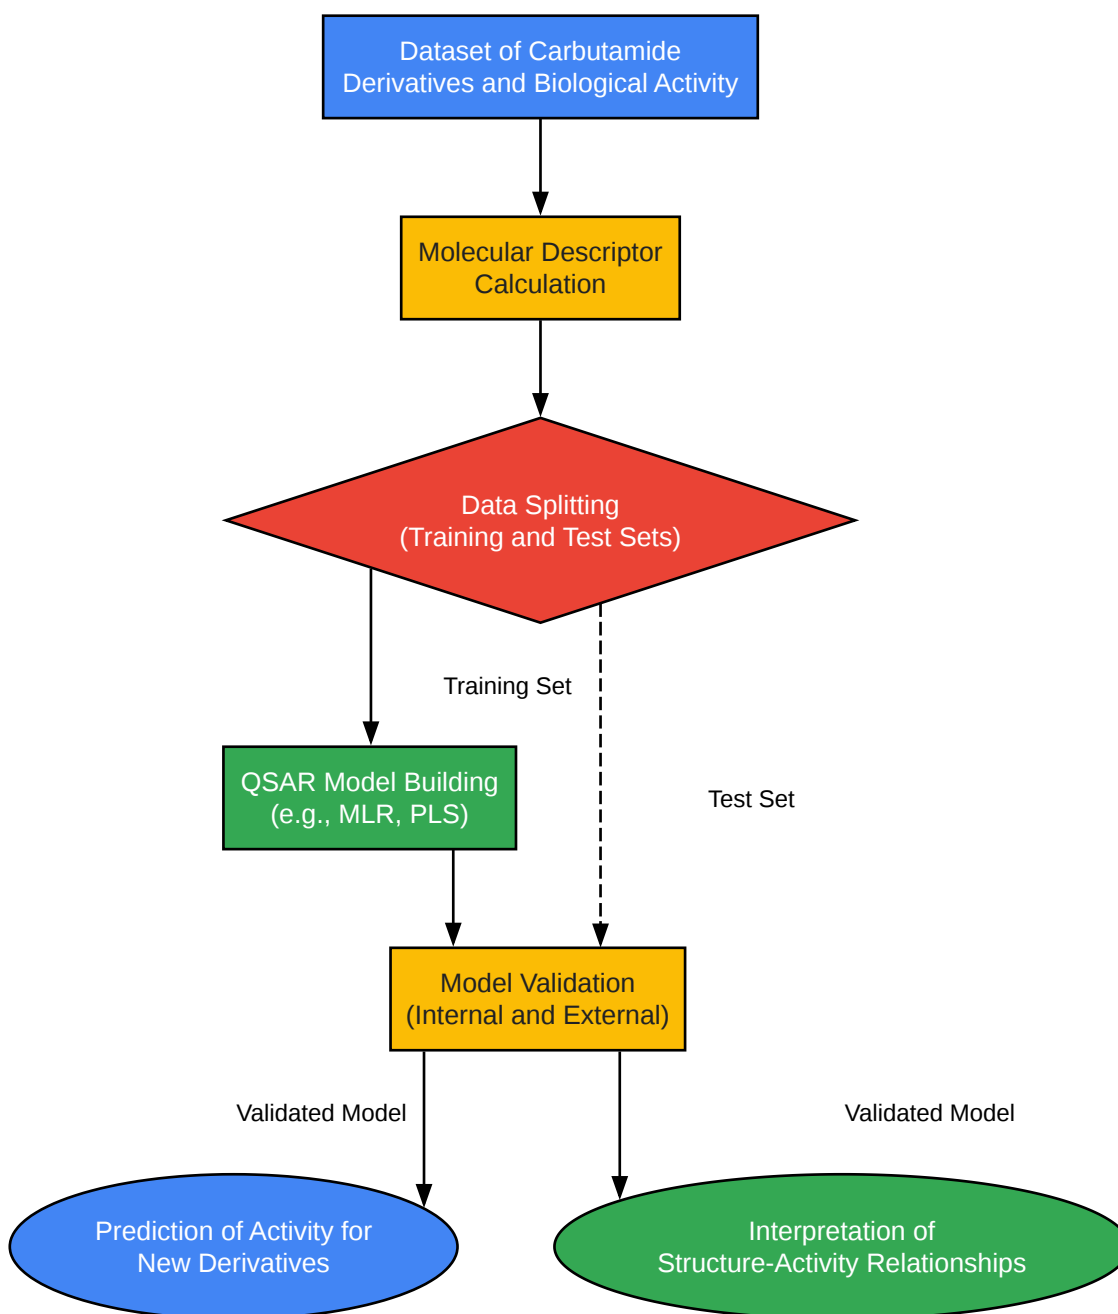 Dataset of Carbutamide
Derivatives and Biological Activity
Molecular Descriptor
Calculation
Data Splitting
(Training and Test Sets)
Training Set
QSAR Model Building
(e.g., MLR, PLS)
Test Set
Model Validation
(Internal and External)
Validated Model
Validated Model
Prediction of Activity for
New Derivatives
Interpretation of
Structure-Activity Relationships